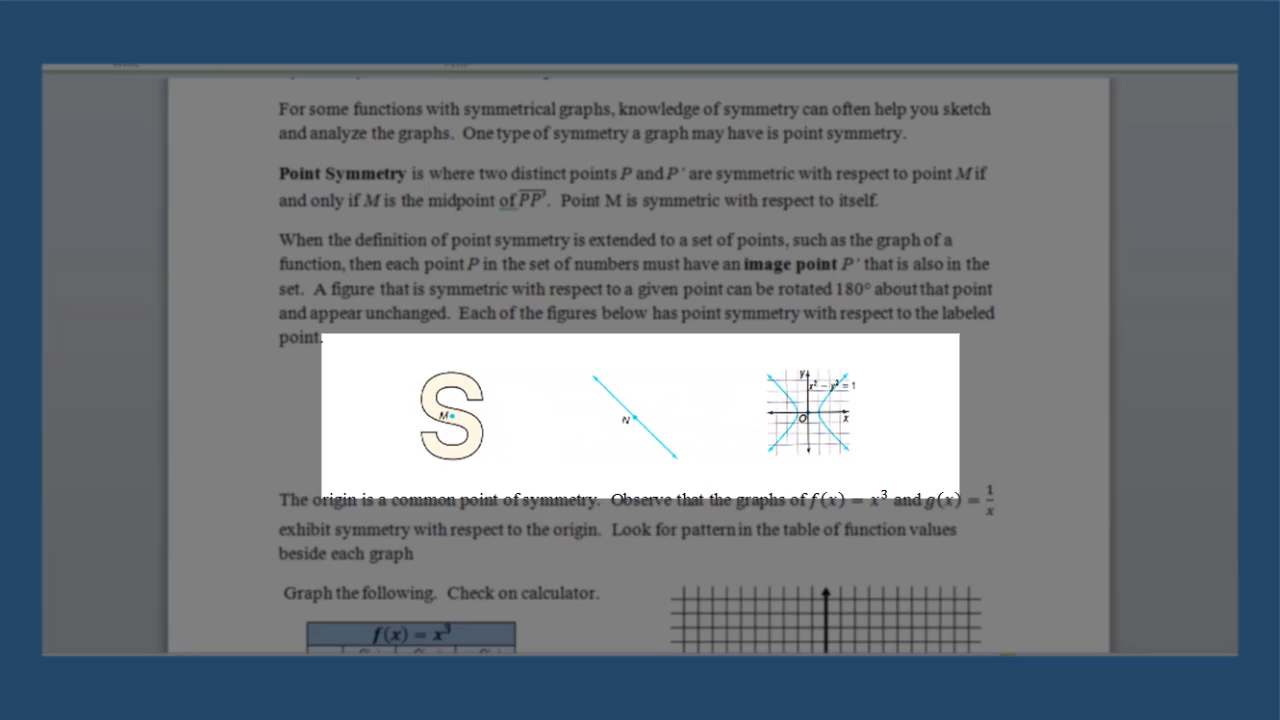 For some functions with symmetrical graphs, knowledge of symmetry can often help you sketch
and analyze the graphs. One type of symmetry a graph may have is point symmetry.
Point Symmetry is where two distinct points P and P′ are symmetric with respect to point M if
and only if M is the midpoint of PP′. Point M is symmetric with respect to itself.
When the definition of point symmetry is extended to a set of points, such as the graph of a
function, then each point P in the set of numbers must have an image point P′ that is also in the
set. A figure that is symmetric with respect to a given point can be rotated 180° about that point
and appear unchanged. Each of the figures below has point symmetry with respect to the labeled
point.
S
M
N
y
x² – y² = 1
O
x
The origin is a common point of symmetry. Observe that the graphs of f(x) = x³ and g(x) = 1/x
exhibit symmetry with respect to the origin. Look for pattern in the table of function values
beside each graph
Graph the following. Check on calculator.
f(x) = x³